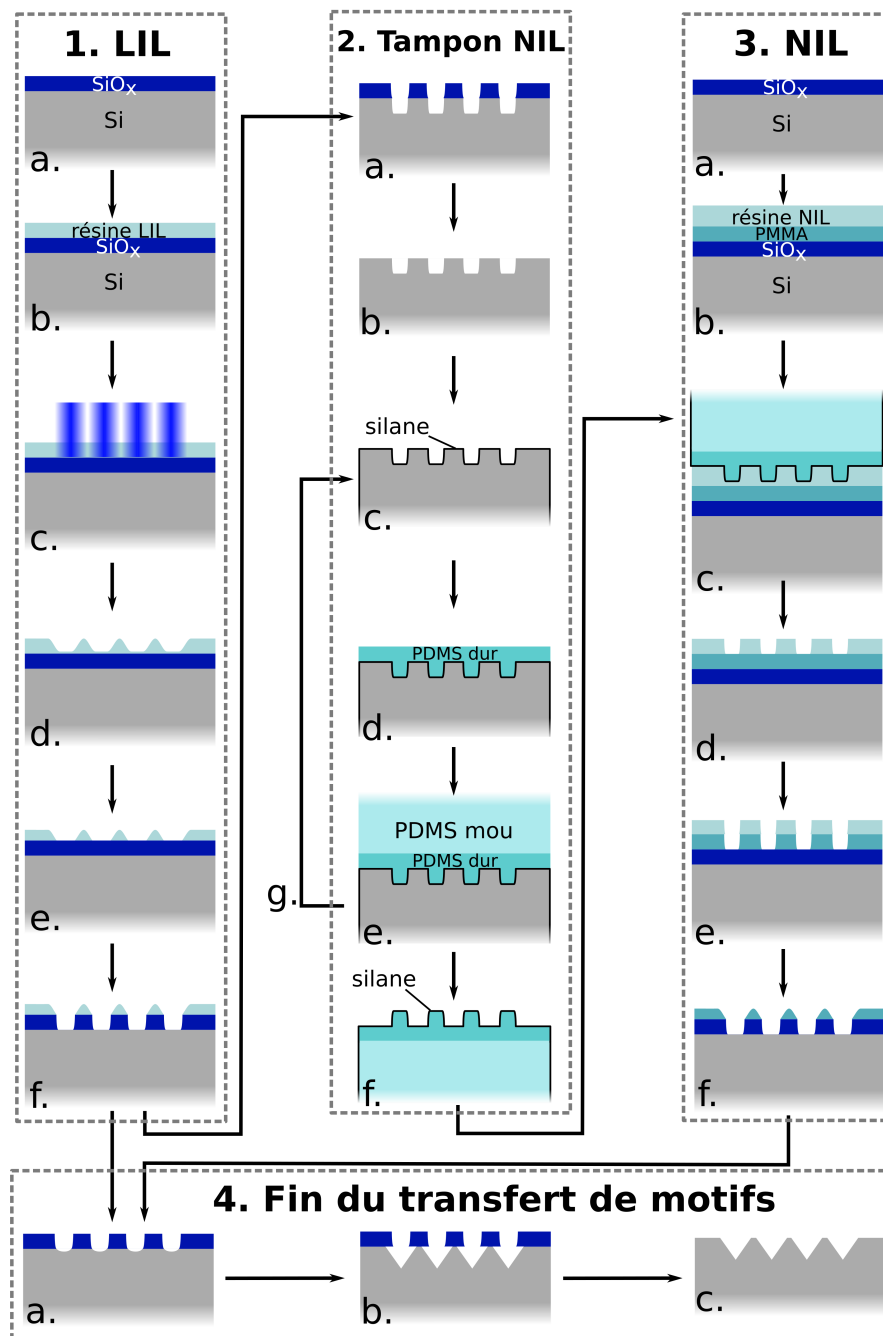 1. LIL
SiOx
Si
a.
résine LIL
SiOx
Si
b.
c.
d.
e.
f.
2. Tampon NIL
a.
b.
silane
c.
PDMS dur
d.
PDMS mou
PDMS dur
g.
e.
silane
f.
3. NIL
SiOx
Si
a.
résine NIL
PMMA
SiOx
Si
b.
c.
d.
e.
f.
4. Fin du transfert de motifs
a.
b.
c.